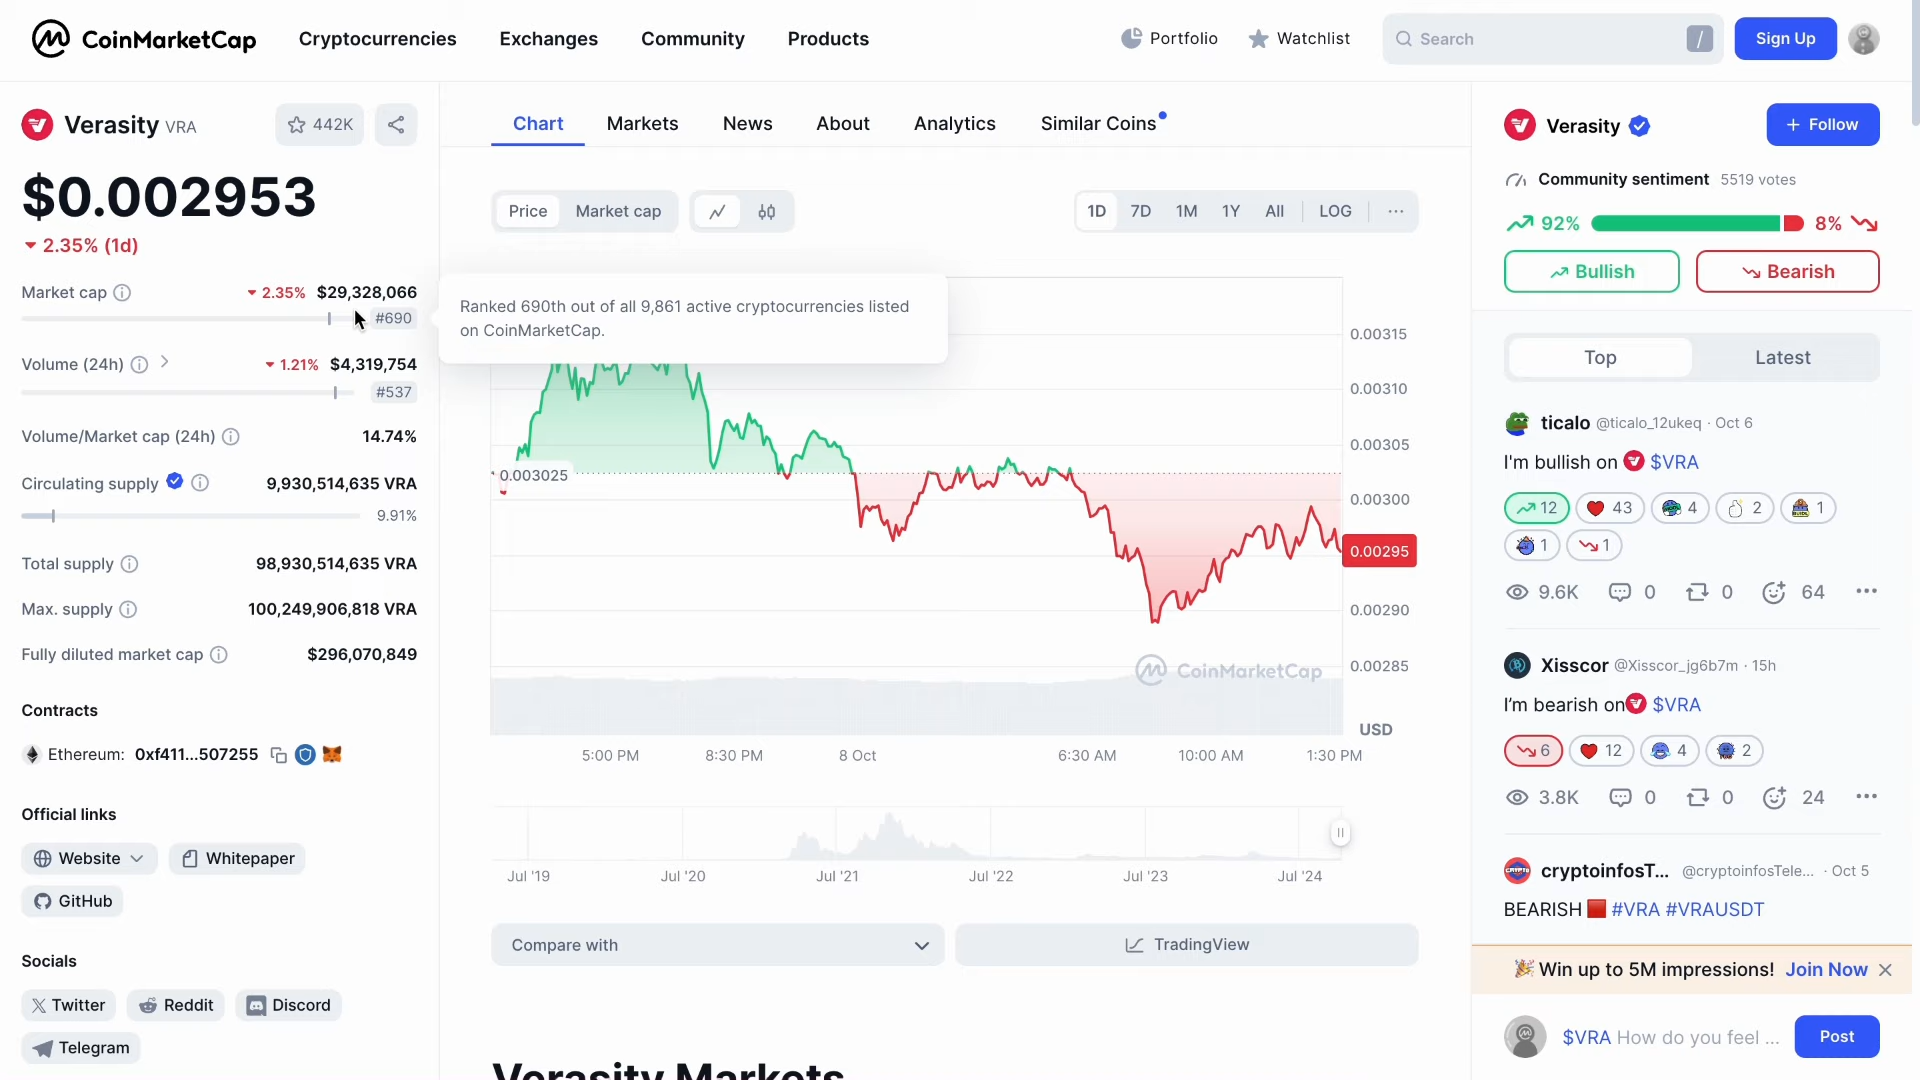 CoinMarketCap
Cryptocurrencies
Exchanges
Community
Products
Portfolio
Watchlist
Search
/
Sign Up
Verasity VRA
442K
$0.002953
2.35% (1d)
Market cap
2.35% $29,328,066
#690
Volume (24h)
1.21% $4,319,754
#537
Volume/Market cap (24h)
14.74%
Circulating supply
9,930,514,635 VRA
9.91%
Total supply
98,930,514,635 VRA
Max. supply
100,249,906,818 VRA
Fully diluted market cap
$296,070,849
Contracts
Ethereum: 0xf411...507255
Official links
Website
Whitepaper
GitHub
Socials
Twitter
Reddit
Discord
Telegram
Chart
Markets
News
About
Analytics
Similar Coins
Price
Market cap
1D
7D
1M
1Y
All
LOG
...
Ranked 690th out of all 9,861 active cryptocurrencies listed
on CoinMarketCap.
0.00315
0.00310
0.00305
0.003025
0.00300
0.00295
0.00290
0.00285
CoinMarketCap
USD
5:00 PM
8:30 PM
8 Oct
6:30 AM
10:00 AM
1:30 PM
Jul '19
Jul '20
Jul '21
Jul '22
Jul '23
Jul '24
Compare with
TradingView
Verasity Markets
Verasity
+ Follow
Community sentiment 5519 votes
92%
8%
Bullish
Bearish
Top
Latest
ticalo @ticalo_12ukeq · Oct 6
I'm bullish on $VRA
12
43
4
2
1
1
1
9.6K
0
0
64
...
Xisscor @Xisscor_jg6b7m · 15h
I'm bearish on $VRA
6
12
4
2
3.8K
0
0
24
...
cryptoinfosT... @cryptoinfosTele... · Oct 5
BEARISH #VRA #VRAUSDT
Win up to 5M impressions! Join Now
$VRA How do you feel ...
Post